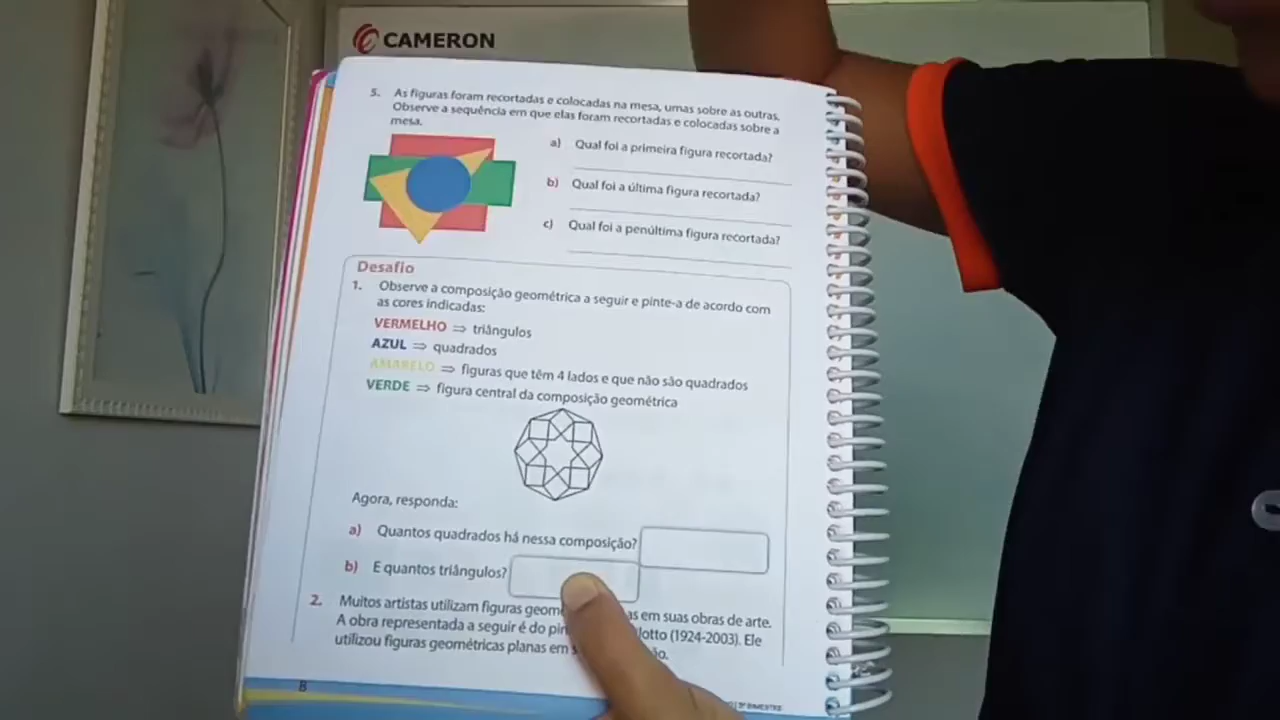 CAMERON
5. As figuras foram recortadas e colocadas na mesa, umas sobre as outras.
Observe a sequência em que elas foram recortadas e colocadas sobre a
mesa.
a) Qual foi a primeira figura recortada?
b) Qual foi a última figura recortada?
c) Qual foi a penúltima figura recortada?
Desafio
1. Observe a composição geométrica a seguir e pinte-a de acordo com
as cores indicadas:
VERMELHO ⇒ triângulos
AZUL ⇒ quadrados
AMARELO ⇒ figuras que têm 4 lados e que não são quadrados
VERDE ⇒ figura central da composição geométrica
Agora, responda:
a) Quantos quadrados há nessa composição?
b) E quantos triângulos?
2. Muitos artistas utilizam figuras geom as em suas obras de arte.
A obra representada a seguir é do pin lotto (1924-2003). Ele
utilizou figuras geométricas planas em s ão.
8
BIMESTRE